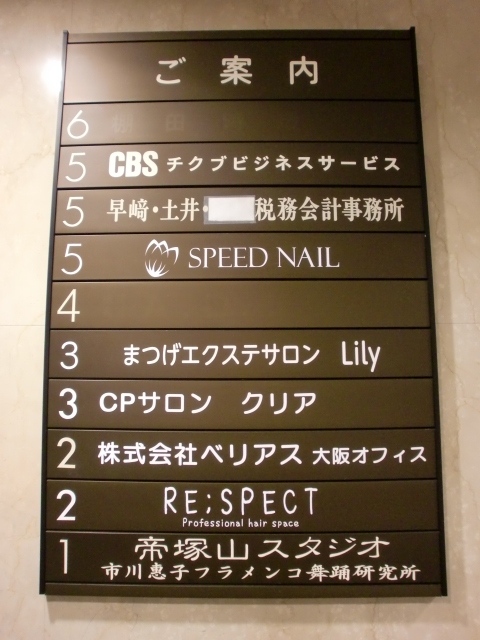 ご案内
6
5 CBS チクブビジネスサービス
5 早﨑・土井・ 税務会計事務所
5 SPEED NAIL
4
3 まつげエクステサロン Lily
3 CPサロン クリア
2 株式会社ベリアス 大阪オフィス
2 RE;SPECT
Professional hair space
1 帝塚山スタジオ
市川惠子フラメンコ舞踊研究所